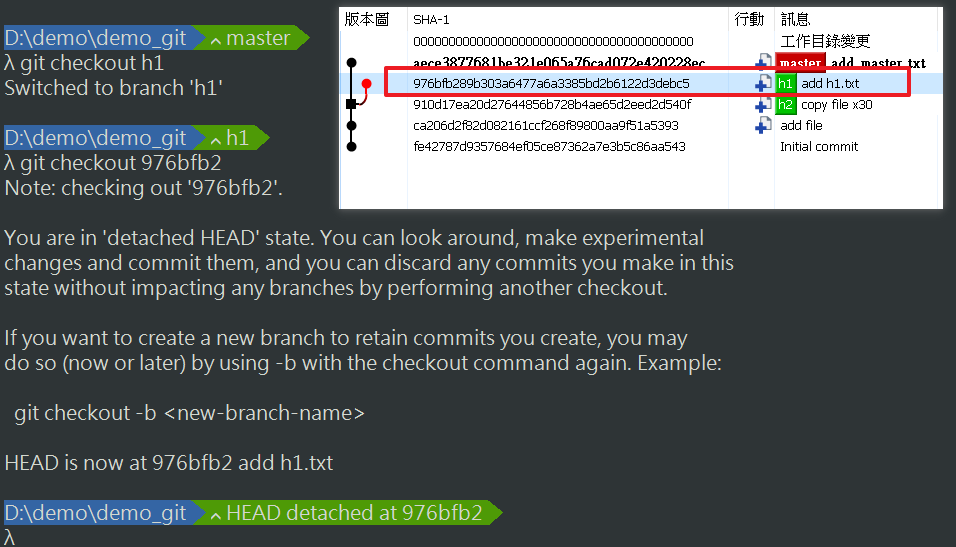 D:\demo\demo_git ^ master
λ git checkout h1
Switched to branch 'h1'
D:\demo\demo_git ^ h1
λ git checkout 976bfb2
Note: checking out '976bfb2'.
You are in 'detached HEAD' state. You can look around, make experimental
changes and commit them, and you can discard any commits you make in this
state without impacting any branches by performing another checkout.
If you want to create a new branch to retain commits you create, you may
do so (now or later) by using -b with the checkout command again. Example:
git checkout -b <new-branch-name>
HEAD is now at 976bfb2 add h1.txt
D:\demo\demo_git ^ HEAD detached at 976bfb2
λ
版本圖 SHA-1 行動 訊息
0000000000000000000000000000000000000000 工作目錄變更
aece3877681be321e065a76cad072e420228ec master add master.txt
976bfb289b303a6477a6a3385bd2b6122d3debc5 h1 add h1.txt
910d17ea20d27644856b728b4ae65d2eed2d540f h2 copy file x30
ca206d2f82d082161ccf268f89800aa9f51a5393 add file
fe42787d9357684ef05ce87362a7e3b5c86aa543 Initial commit